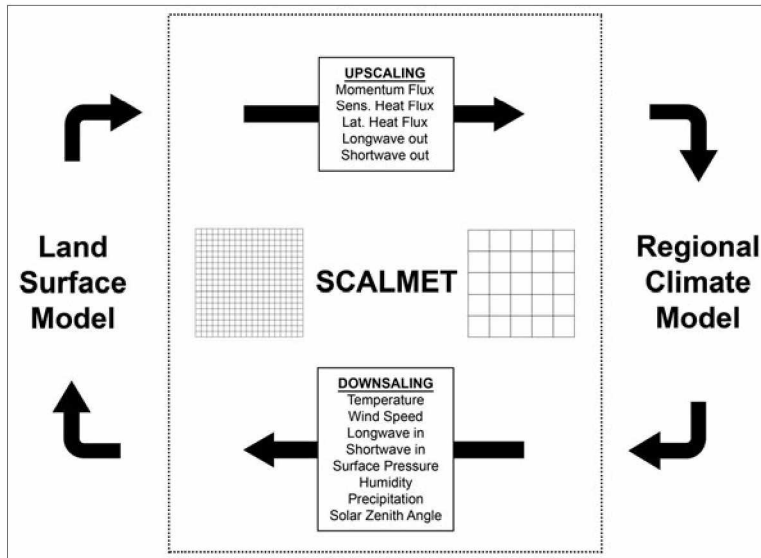 UPSCALING
Momentum Flux
Sens. Heat Flux
Lat. Heat Flux
Longwave out
Shortwave out
Land
Surface
Model
SCALMET
Regional
Climate
Model
DOWNSALING
Temperature
Wind Speed
Longwave in
Shortwave in
Surface Pressure
Humidity
Precipitation
Solar Zenith Angle